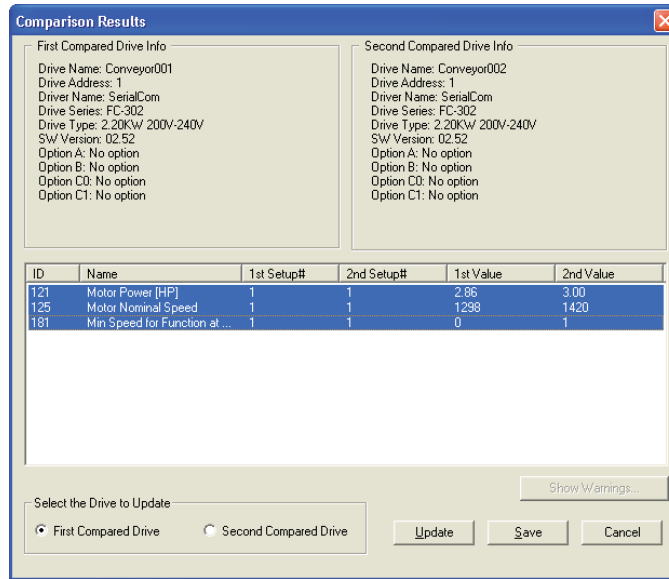 Comparison Results
First Compared Drive Info
Drive Name: Conveyor001
Drive Address: 1
Driver Name: SerialCom
Drive Series: FC-302
Drive Type: 2.20KW 200V-240V
SW Version: 02.52
Option A: No option
Option B: No option
Option C0: No option
Option C1: No option
Second Compared Drive Info
Drive Name: Conveyor002
Drive Address: 1
Driver Name: SerialCom
Drive Series: FC-302
Drive Type: 2.20KW 200V-240V
SW Version: 02.52
Option A: No option
Option B: No option
Option C0: No option
Option C1: No option
ID Name 1st Setup# 2nd Setup# 1st Value 2nd Value
121 Motor Power [HP] 1 1 2.86 3.00
125 Motor Nominal Speed 1 1 1298 1420
181 Min Speed for Function at ... 1 1 0 1
Show Warnings...
Select the Drive to Update
First Compared Drive Second Compared Drive Update Save Cancel